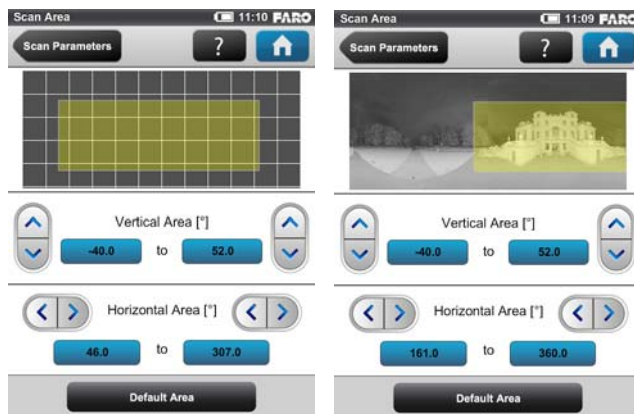 Scan Area 11:10 FARO
Scan Parameters ?
Vertical Area [°]
-40.0 to 52.0
Horizontal Area [°]
46.0 to 307.0
Default Area
Scan Area 11:09 FARO
Scan Parameters ?
Vertical Area [°]
-40.0 to 52.0
Horizontal Area [°]
161.0 to 360.0
Default Area